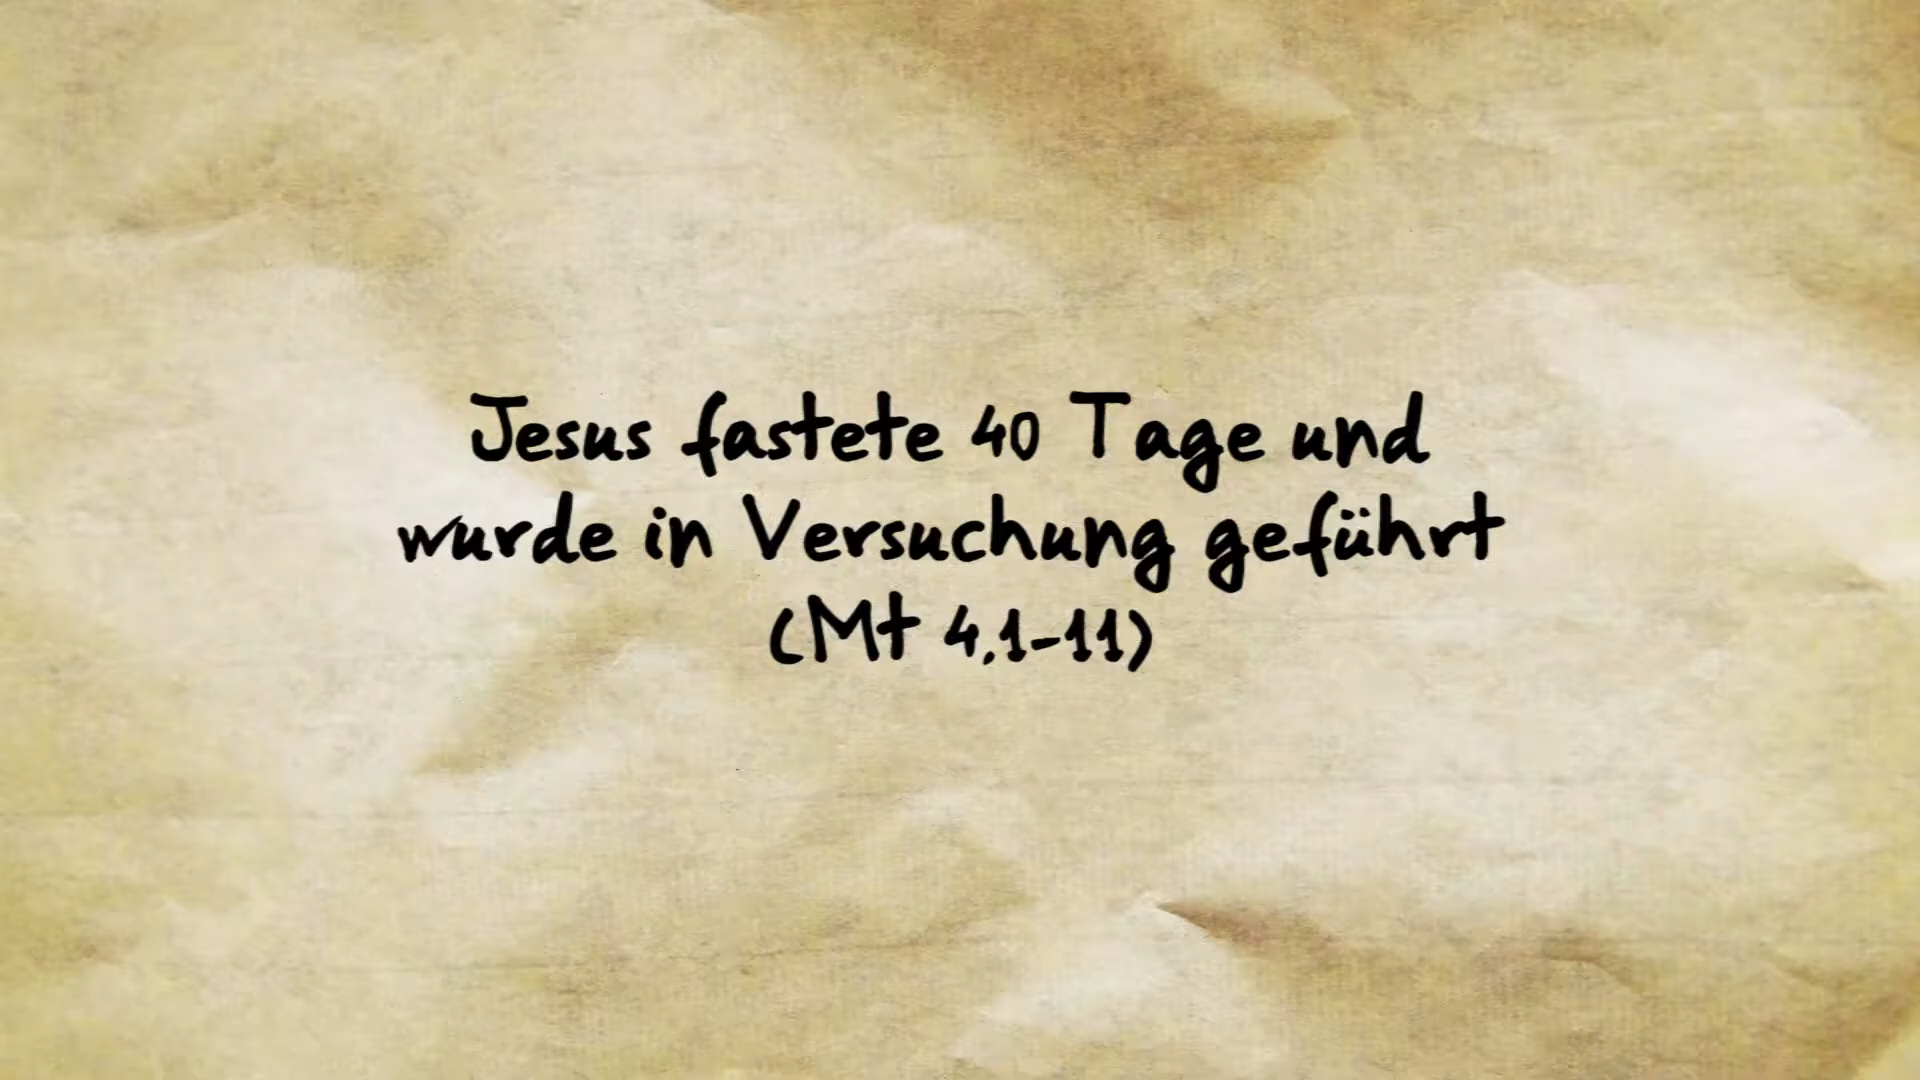 Jesus fastete 40 Tage und
wurde in Versuchung geführt
(Mt 4,1-11)